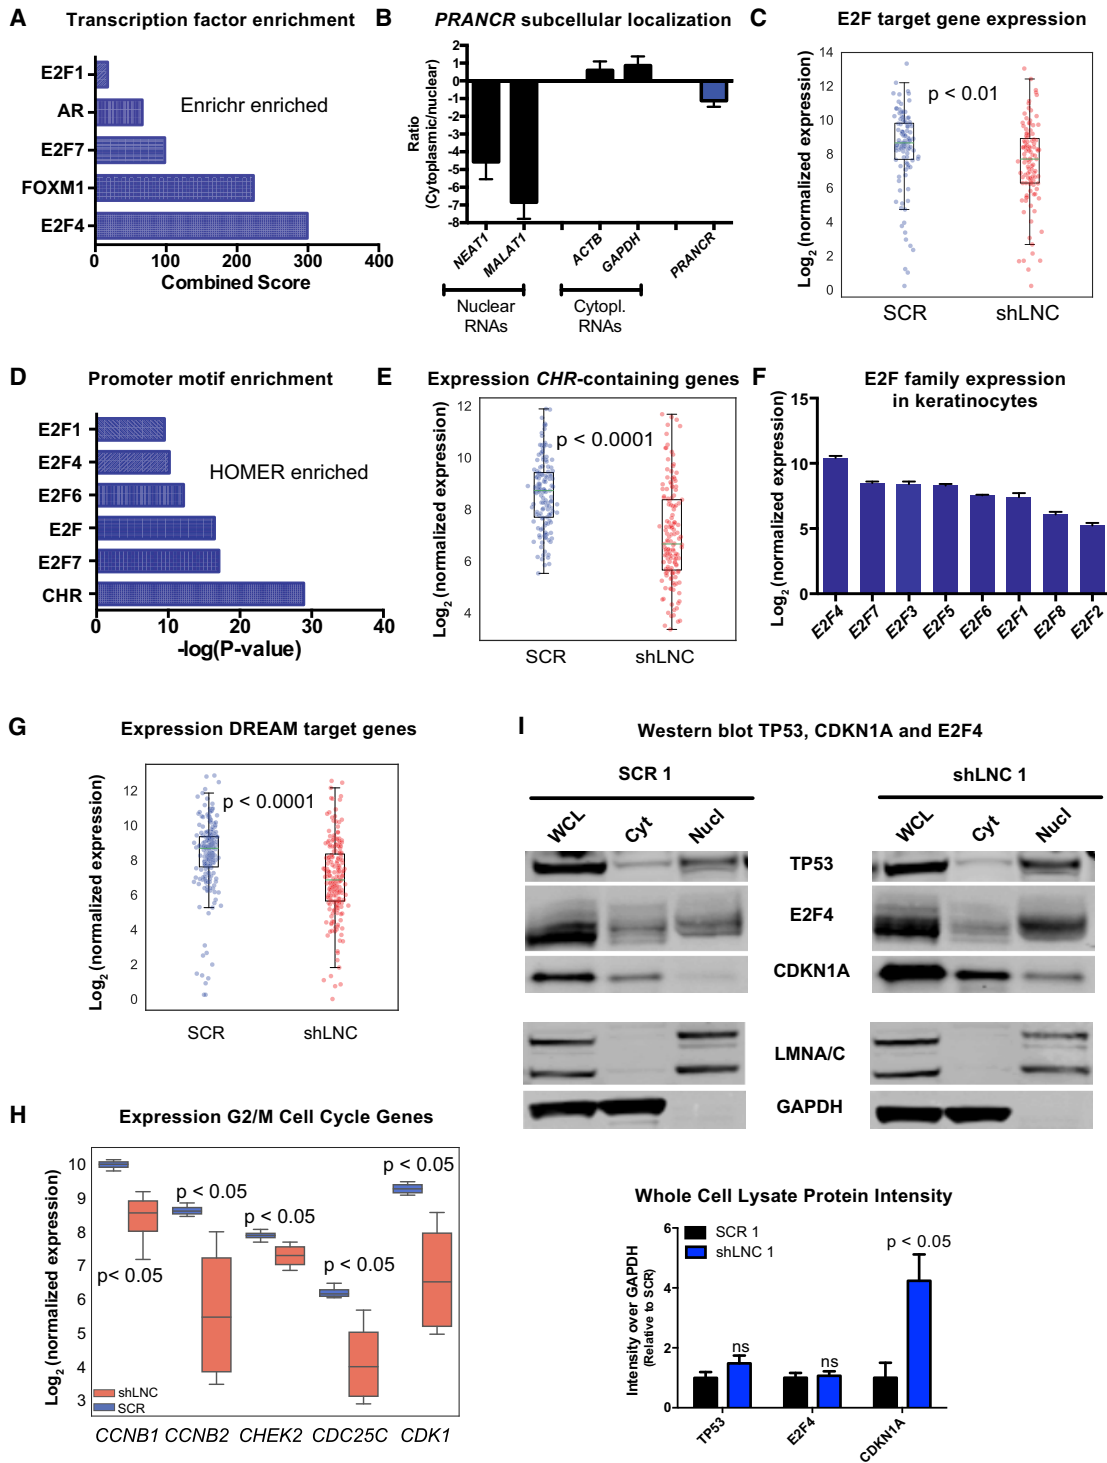 A
Transcription factor enrichment
E2F1
AR
E2F7
FOXM1
E2F4
Enrichr enriched
0 100 200 300 400
Combined Score
B
PRANCR subcellular localization
Ratio
(Cytoplasmic/nuclear)
2
1
0
-1
-2
-3
-4
-5
-6
-7
-8
NEAT1 MALAT1 ACTB GAPDH PRANCR
Nuclear RNAs
Cytopl. RNAs
C
E2F target gene expression
Log2 (normalized expression)
14
12
10
8
6
4
2
0
p < 0.01
SCR shLNC
D
Promoter motif enrichment
E2F1
E2F4
E2F6
E2F
E2F7
CHR
HOMER enriched
0 10 20 30 40
-log(P-value)
E
Expression CHR-containing genes
Log2 (normalized expression)
12
10
8
6
4
p < 0.0001
SCR shLNC
F
E2F family expression
in keratinocytes
Log2 (normalized expression)
15
10
5
0
E2F4 E2F7 E2F3 E2F5 E2F6 E2F1 E2F8 E2F2
G
Expression DREAM target genes
Log2 (normalized expression)
12
10
8
6
4
2
0
p < 0.0001
SCR shLNC
H
Expression G2/M Cell Cycle Genes
Log2 (normalized expression)
10
9
8
7
6
5
4
3
p< 0.05
p < 0.05
p < 0.05
p < 0.05
p < 0.05
shLNC
SCR
CCNB1 CCNB2 CHEK2 CDC25C CDK1
I
Western blot TP53, CDKN1A and E2F4
SCR 1 shLNC 1
WCL Cyt Nucl WCL Cyt Nucl
TP53
E2F4
CDKN1A
LMNA/C
GAPDH
Whole Cell Lysate Protein Intensity
Intensity over GAPDH
(Relative to SCR)
6
4
2
0
SCR 1
shLNC 1
ns
ns
p < 0.05
TP53 E2F4 CDKN1A